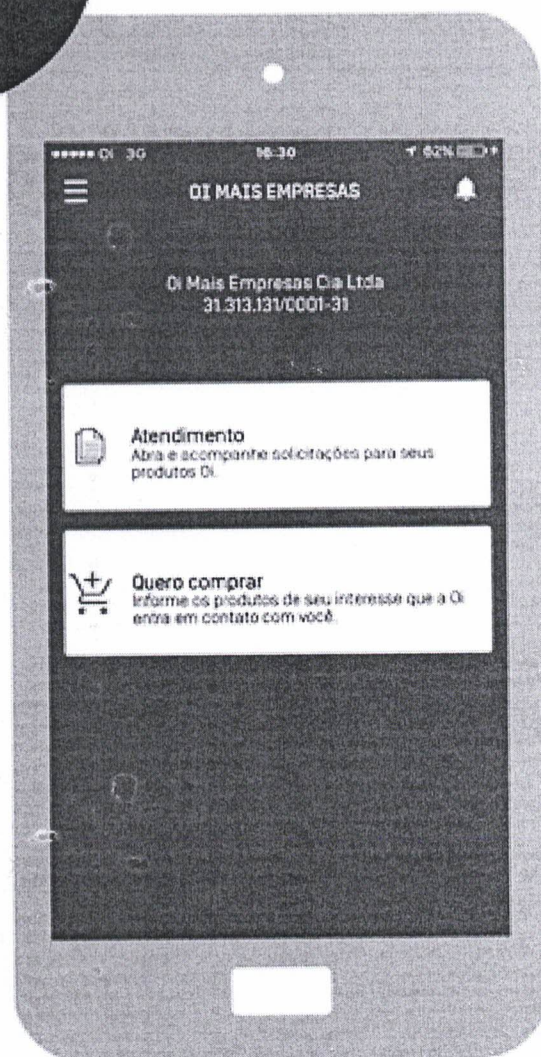 Oi 3G 16:30 62%
OI MAIS EMPRESAS
Oi Mais Empresas Cia Ltda
31.313.131/0001-31
Atendimento
Abra e acompanhe solicitações para seus
produtos Oi.
Quero comprar
Informe os produtos de seu interesse que a Oi
entra em contato com você.